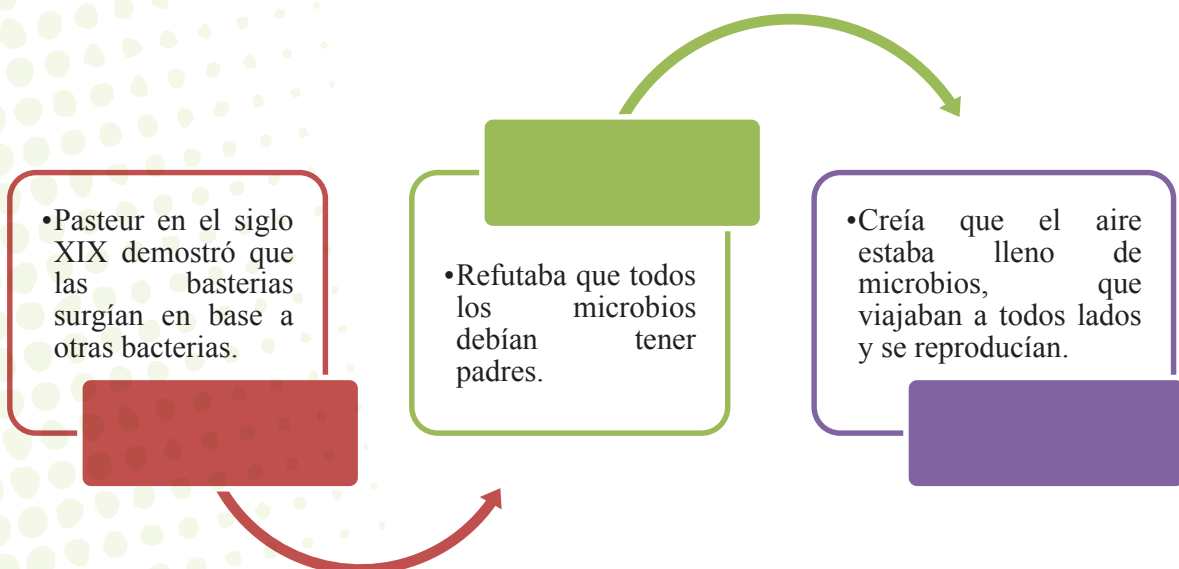 •Pasteur en el siglo
XIX demostró que
las basterias
surgían en base a
otras bacterias.
•Refutaba que todos
los microbios
debían tener
padres.
•Creía que el aire
estaba lleno de
microbios, que
viajaban a todos lados
y se reproducían.